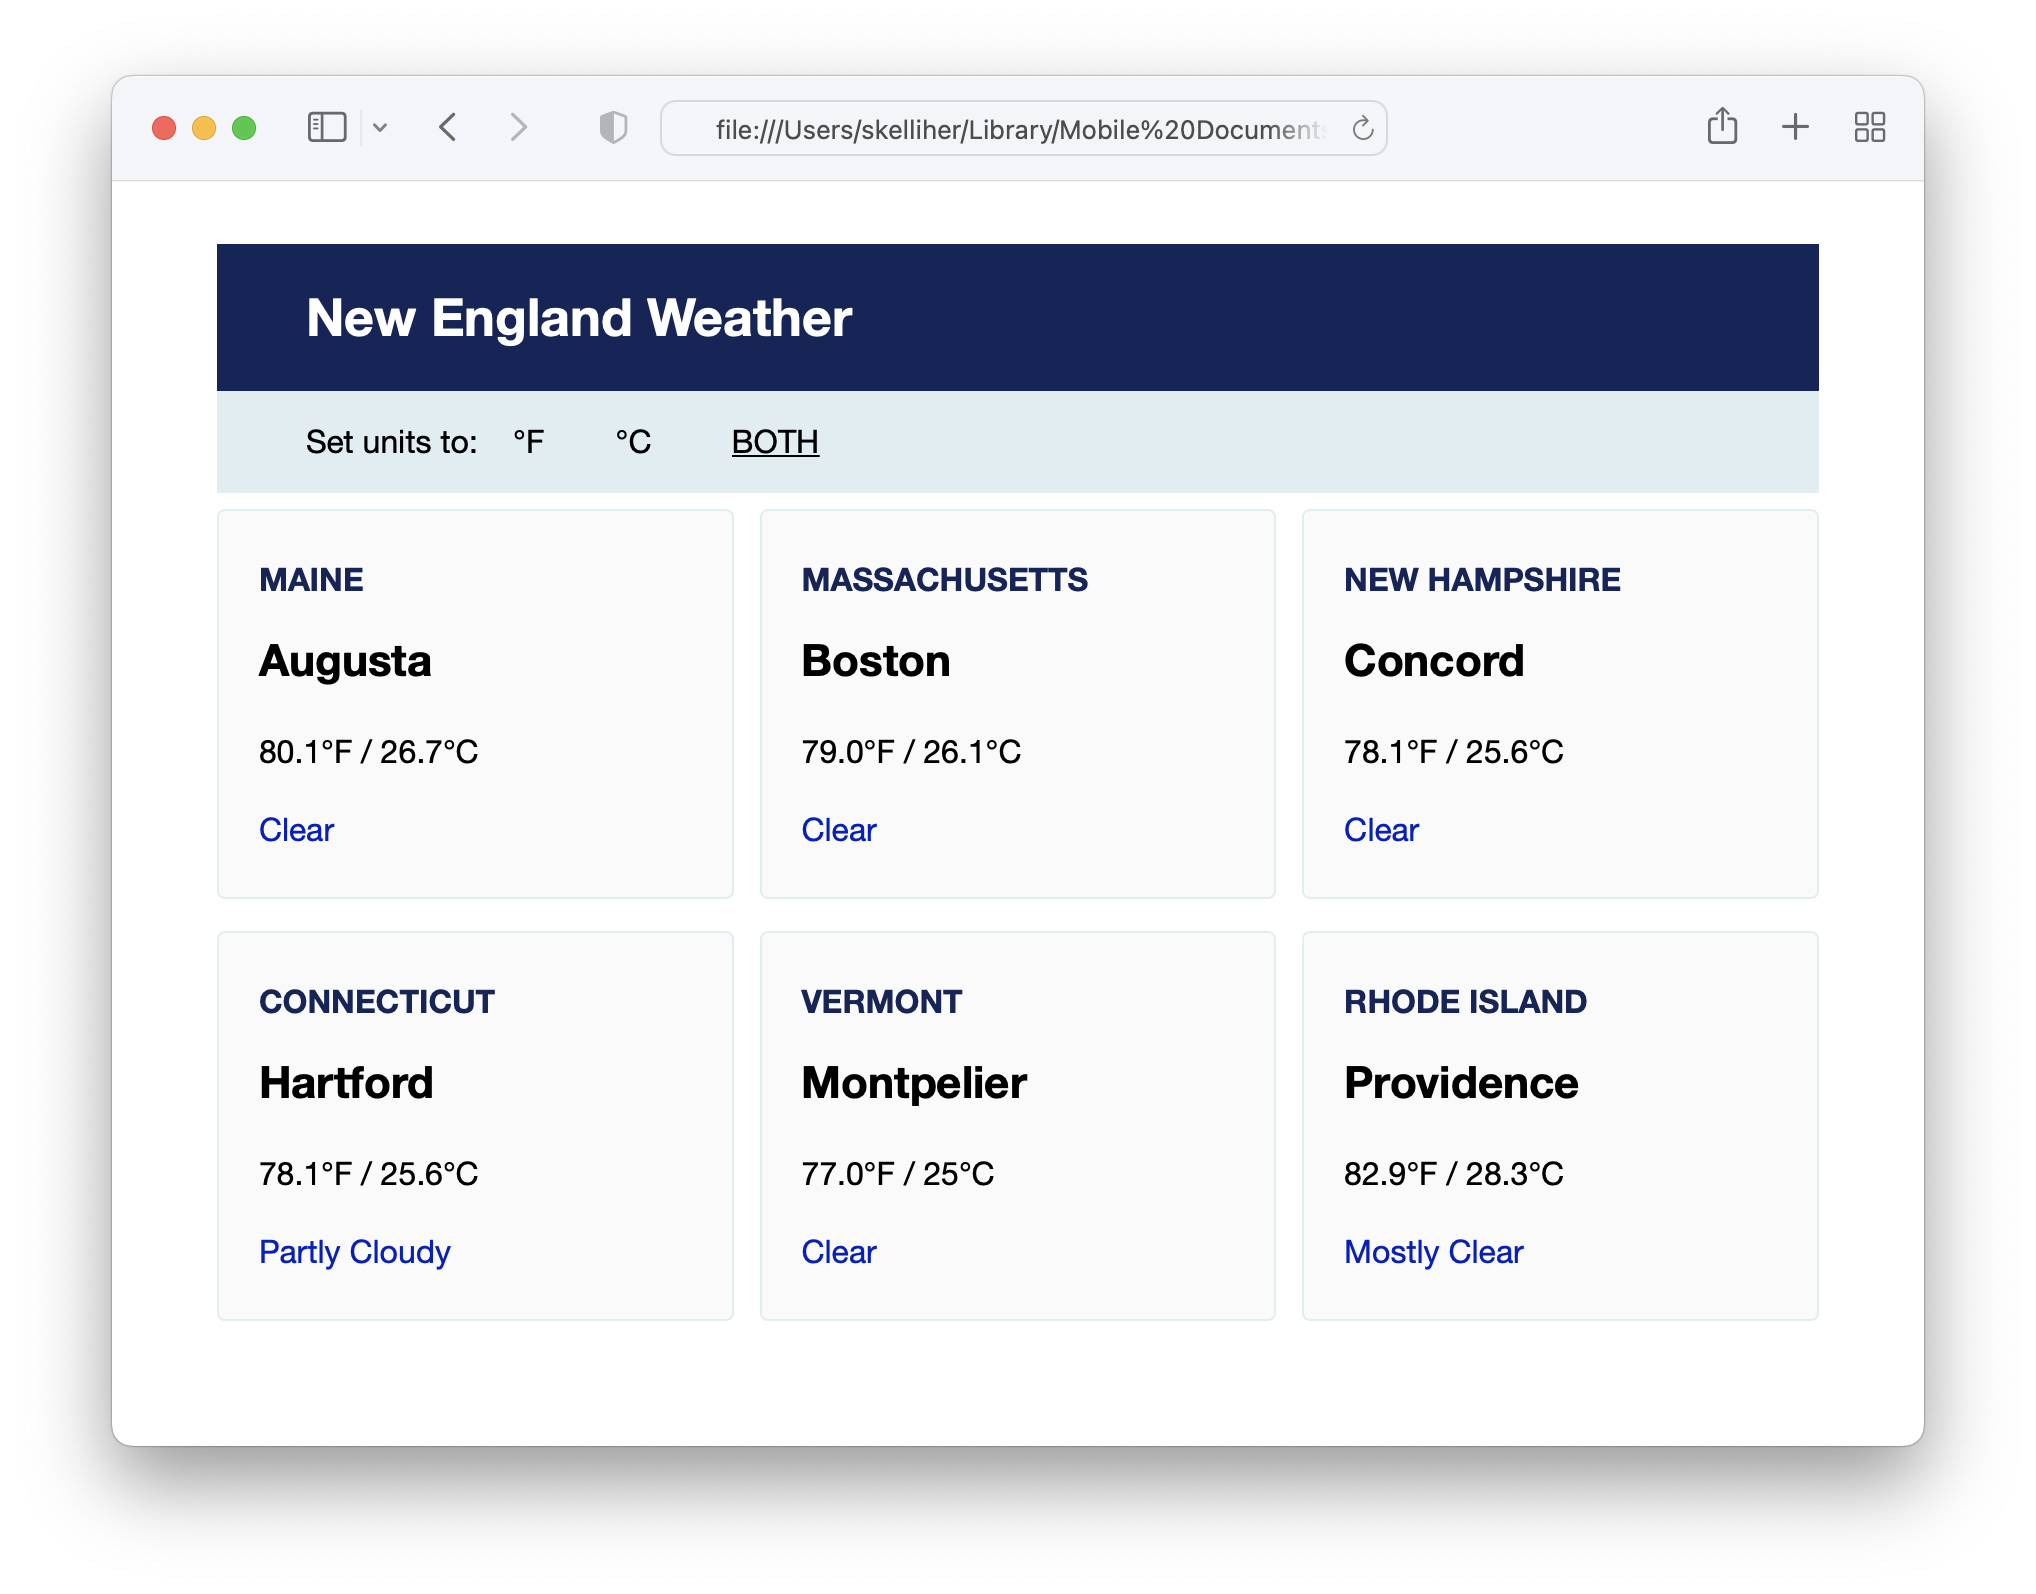 file:///Users/skelliher/Library/Mobile%20Documents
New England Weather
Set units to: °F °C BOTH
MAINE
Augusta
80.1°F / 26.7°C
Clear
MASSACHUSETTS
Boston
79.0°F / 26.1°C
Clear
NEW HAMPSHIRE
Concord
78.1°F / 25.6°C
Clear
CONNECTICUT
Hartford
78.1°F / 25.6°C
Partly Cloudy
VERMONT
Montpelier
77.0°F / 25°C
Clear
RHODE ISLAND
Providence
82.9°F / 28.3°C
Mostly Clear